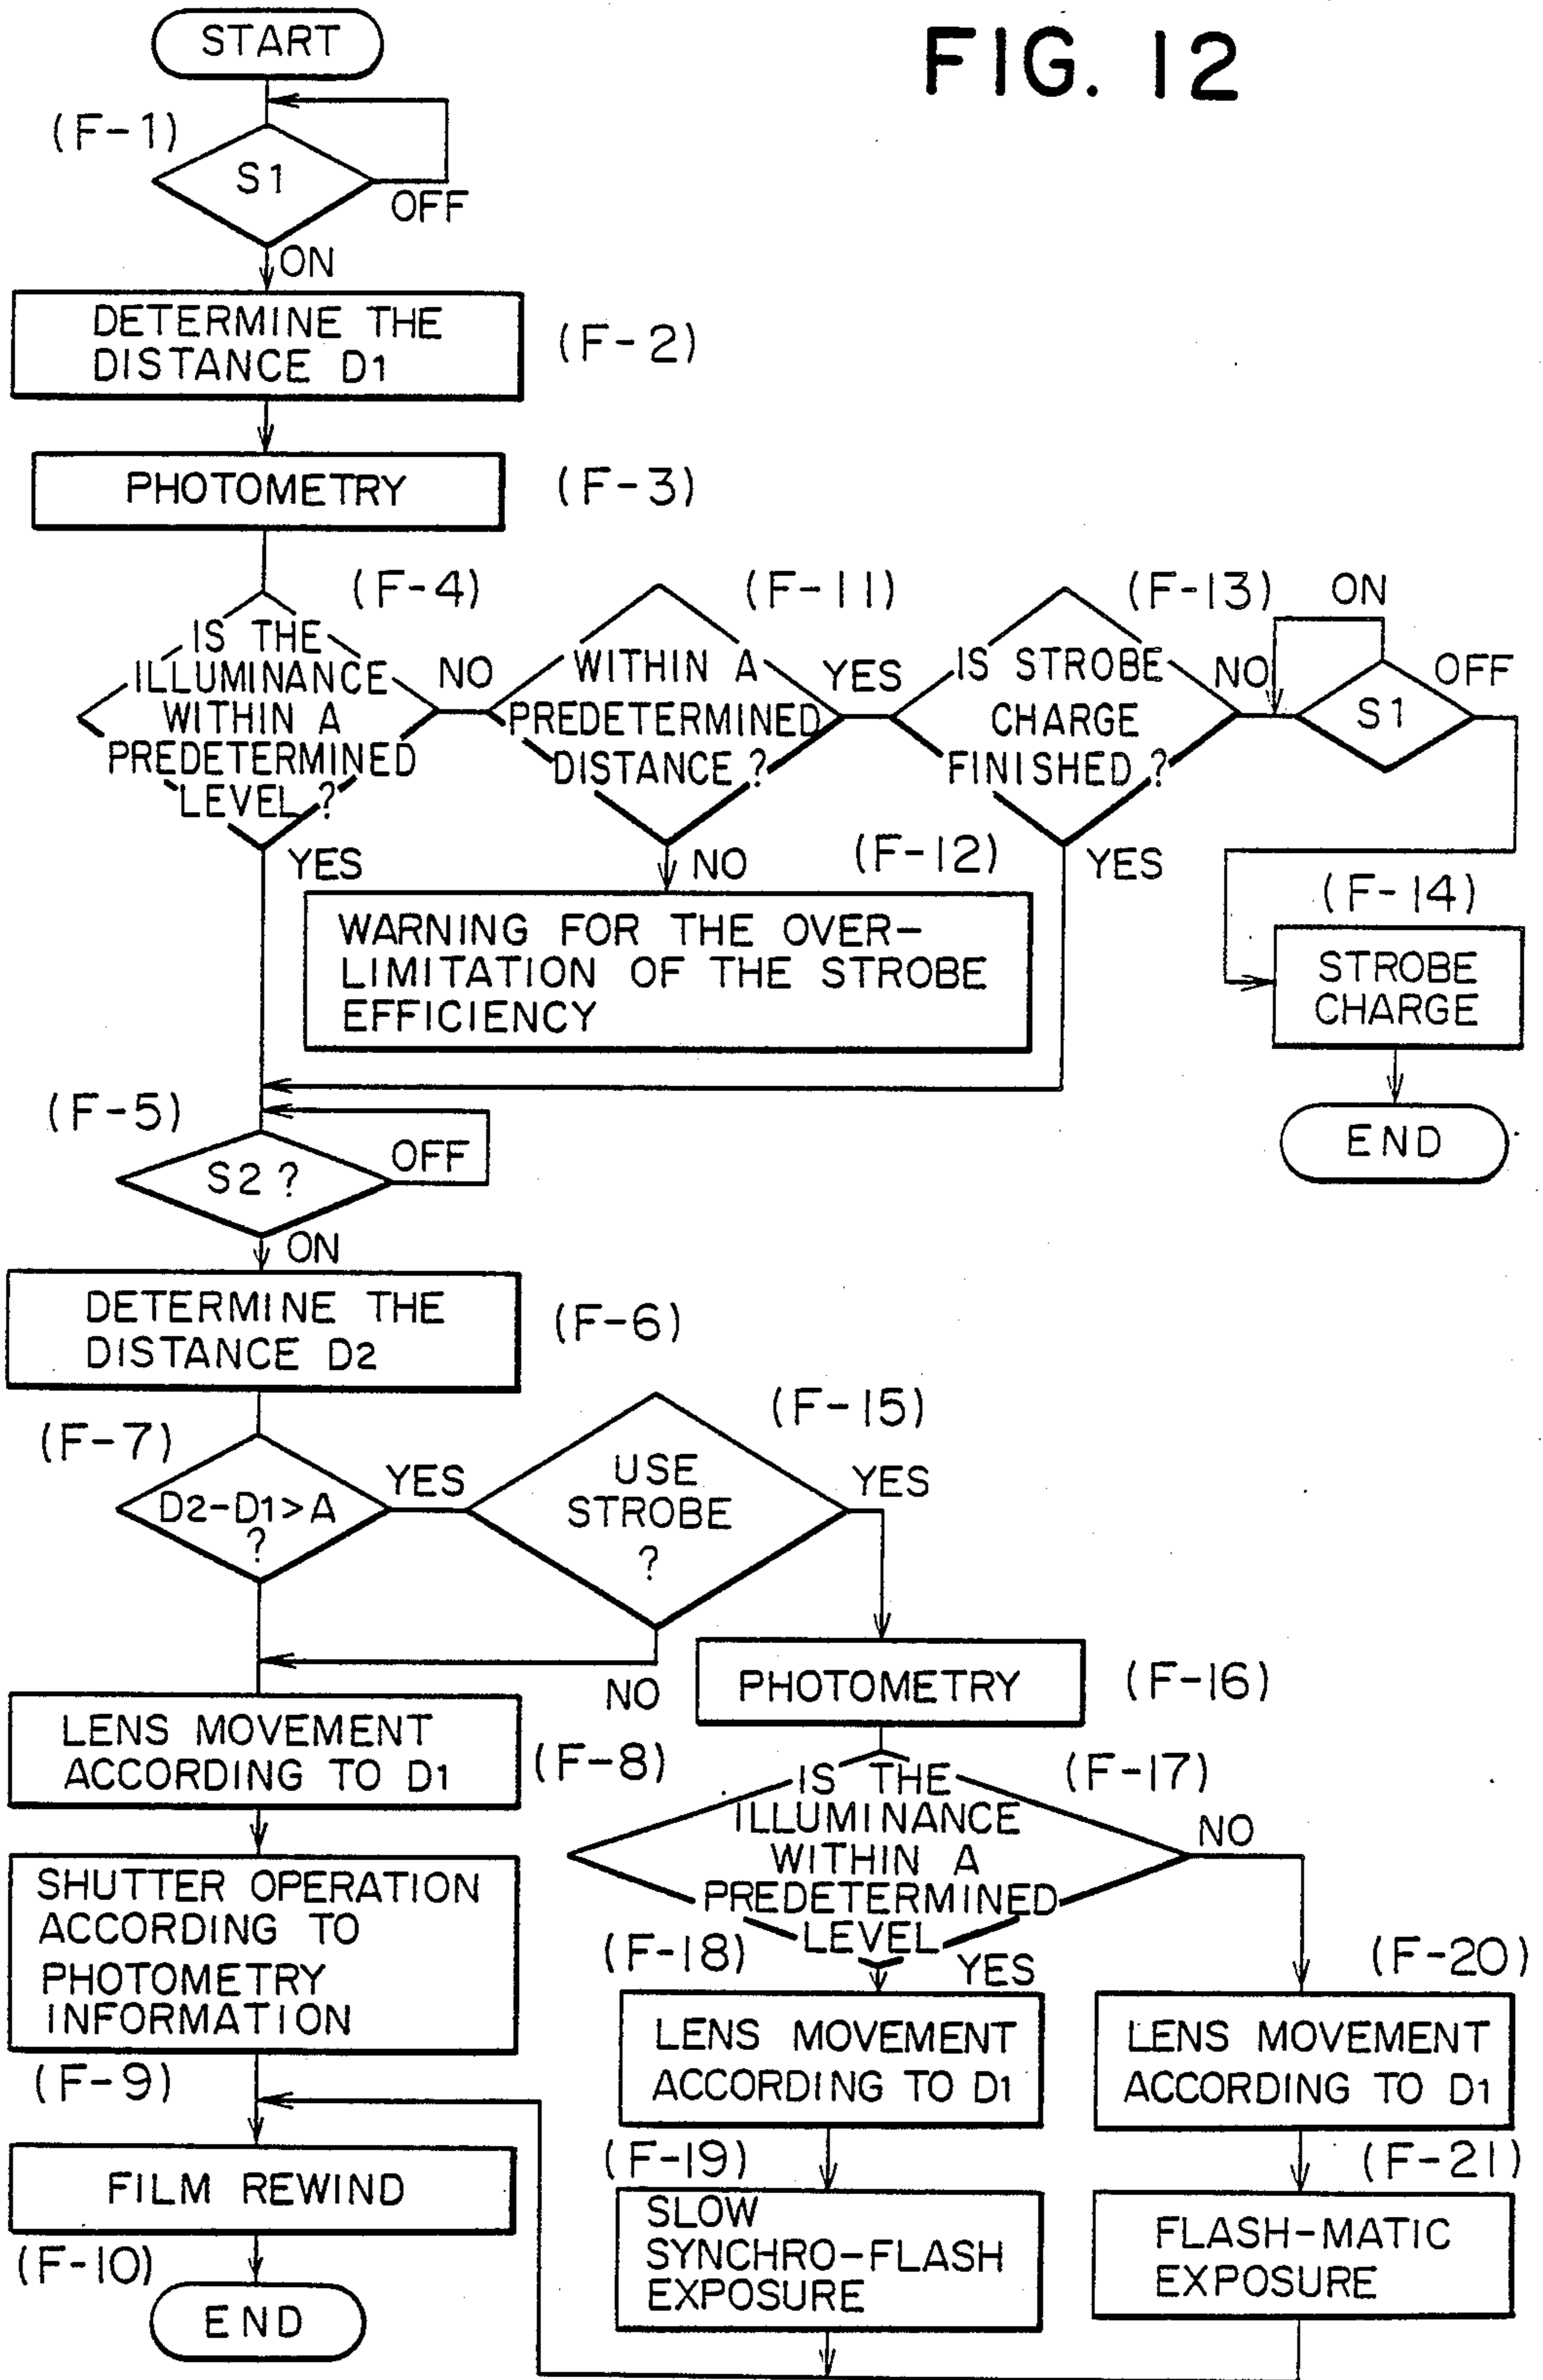 FIG. 12
START
(F-1)
S1
OFF
ON
DETERMINE THE
DISTANCE D1
(F-2)
PHOTOMETRY
(F-3)
(F-4)
IS THE
ILLUMINANCE
WITHIN A
PREDETERMINED
LEVEL ?
NO
YES
(F-11)
WITHIN A
PREDETERMINED
DISTANCE ?
YES
NO
(F-13)
IS STROBE
CHARGE
FINISHED ?
NO
YES
ON
S1
OFF
(F-12)
WARNING FOR THE OVER-
LIMITATION OF THE STROBE
EFFICIENCY
(F-14)
STROBE
CHARGE
END
(F-5)
S2 ?
OFF
ON
DETERMINE THE
DISTANCE D2
(F-6)
(F-7)
D2-D1>A
?
YES
(F-15)
USE
STROBE
?
YES
NO
LENS MOVEMENT
ACCORDING TO D1
(F-8)
PHOTOMETRY
(F-16)
IS THE
ILLUMINANCE
WITHIN A
PREDETERMINED
LEVEL
(F-17)
NO
YES
SHUTTER OPERATION
ACCORDING TO
PHOTOMETRY
INFORMATION
(F-9)
(F-18)
LENS MOVEMENT
ACCORDING TO D1
(F-20)
LENS MOVEMENT
ACCORDING TO D1
FILM REWIND
(F-10)
END
(F-19)
SLOW
SYNCHRO-FLASH
EXPOSURE
(F-21)
FLASH-MATIC
EXPOSURE